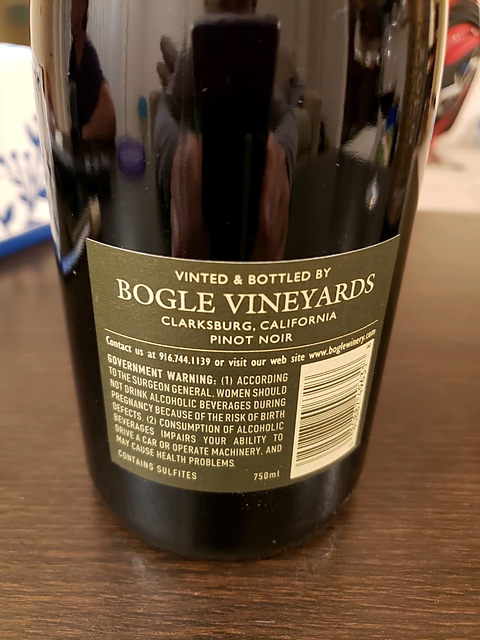 VINTED & BOTTLED BY
BOGLE VINEYARDS
CLARKSBURG, CALIFORNIA
PINOT NOIR
Contact us at 916.744.1139 or visit our web site www.boglewinery.com
GOVERNMENT WARNING: (1) ACCORDING
TO THE SURGEON GENERAL, WOMEN SHOULD
NOT DRINK ALCOHOLIC BEVERAGES DURING
PREGNANCY BECAUSE OF THE RISK OF BIRTH
DEFECTS. (2) CONSUMPTION OF ALCOHOLIC
BEVERAGES IMPAIRS YOUR ABILITY TO
DRIVE A CAR OR OPERATE MACHINERY, AND
MAY CAUSE HEALTH PROBLEMS.
CONTAINS SULFITES 750ml